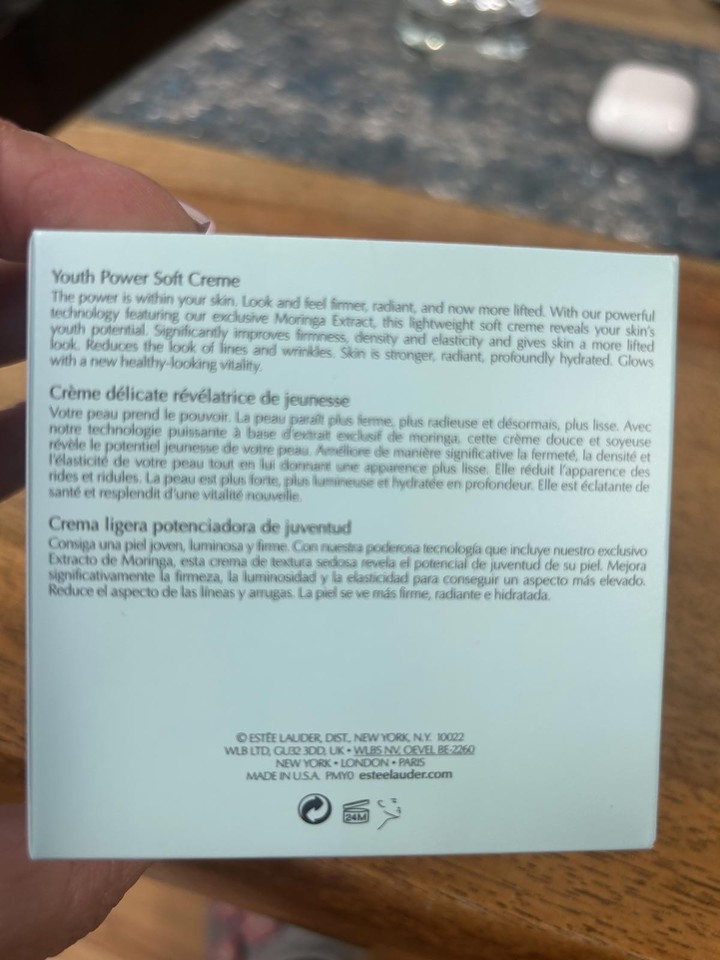 Youth Power Soft Creme
The power is within your skin. Look and feel firmer, radiant, and now more lifted. With our powerful
technology featuring our exclusive Moringa Extract, this lightweight soft creme reveals your skin's
youth potential. Significantly improves firmness, density and elasticity and gives skin a more lifted
look. Reduces the look of lines and wrinkles. Skin is stronger, radiant, profoundly hydrated. Glows
with a new healthy-looking vitality.
Crème délicate révélatrice de jeunesse
Votre peau prend le pouvoir. La peau paraît plus ferme, plus radieuse et désormais, plus lisse. Avec
notre technologie puissante à base d'extrait exclusif de moringa, cette crème douce et soyeuse
révèle le potentiel jeunesse de votre peau. Améliore de manière significative la fermeté, la densité et
l'élasticité de votre peau tout en lui donnant une apparence plus lisse. Elle réduit l'apparence des
rides et ridules. La peau est plus forte, plus lumineuse et hydratée en profondeur. Elle est éclatante de
santé et resplendit d'une vitalité nouvelle.
Crema ligera potenciadora de juventud
Consiga una piel joven, luminosa y firme. Con nuestra poderosa tecnología que incluye nuestro exclusivo
Extracto de Moringa, esta crema de textura sedosa revela el potencial de juventud de su piel. Mejora
significativamente la firmeza, la luminosidad y la elasticidad para conseguir un aspecto más elevado.
Reduce el aspecto de las líneas y arrugas. La piel se ve más firme, radiante e hidratada.
© ESTĒE LAUDER, DIST., NEW YORK, N.Y. 10022
WLB LTD, GU32 3DD, UK • WLBS NV, OEVEL BE-2260
NEW YORK • LONDON • PARIS
MADE IN U.S.A. PMY0 esteelauder.com
24M